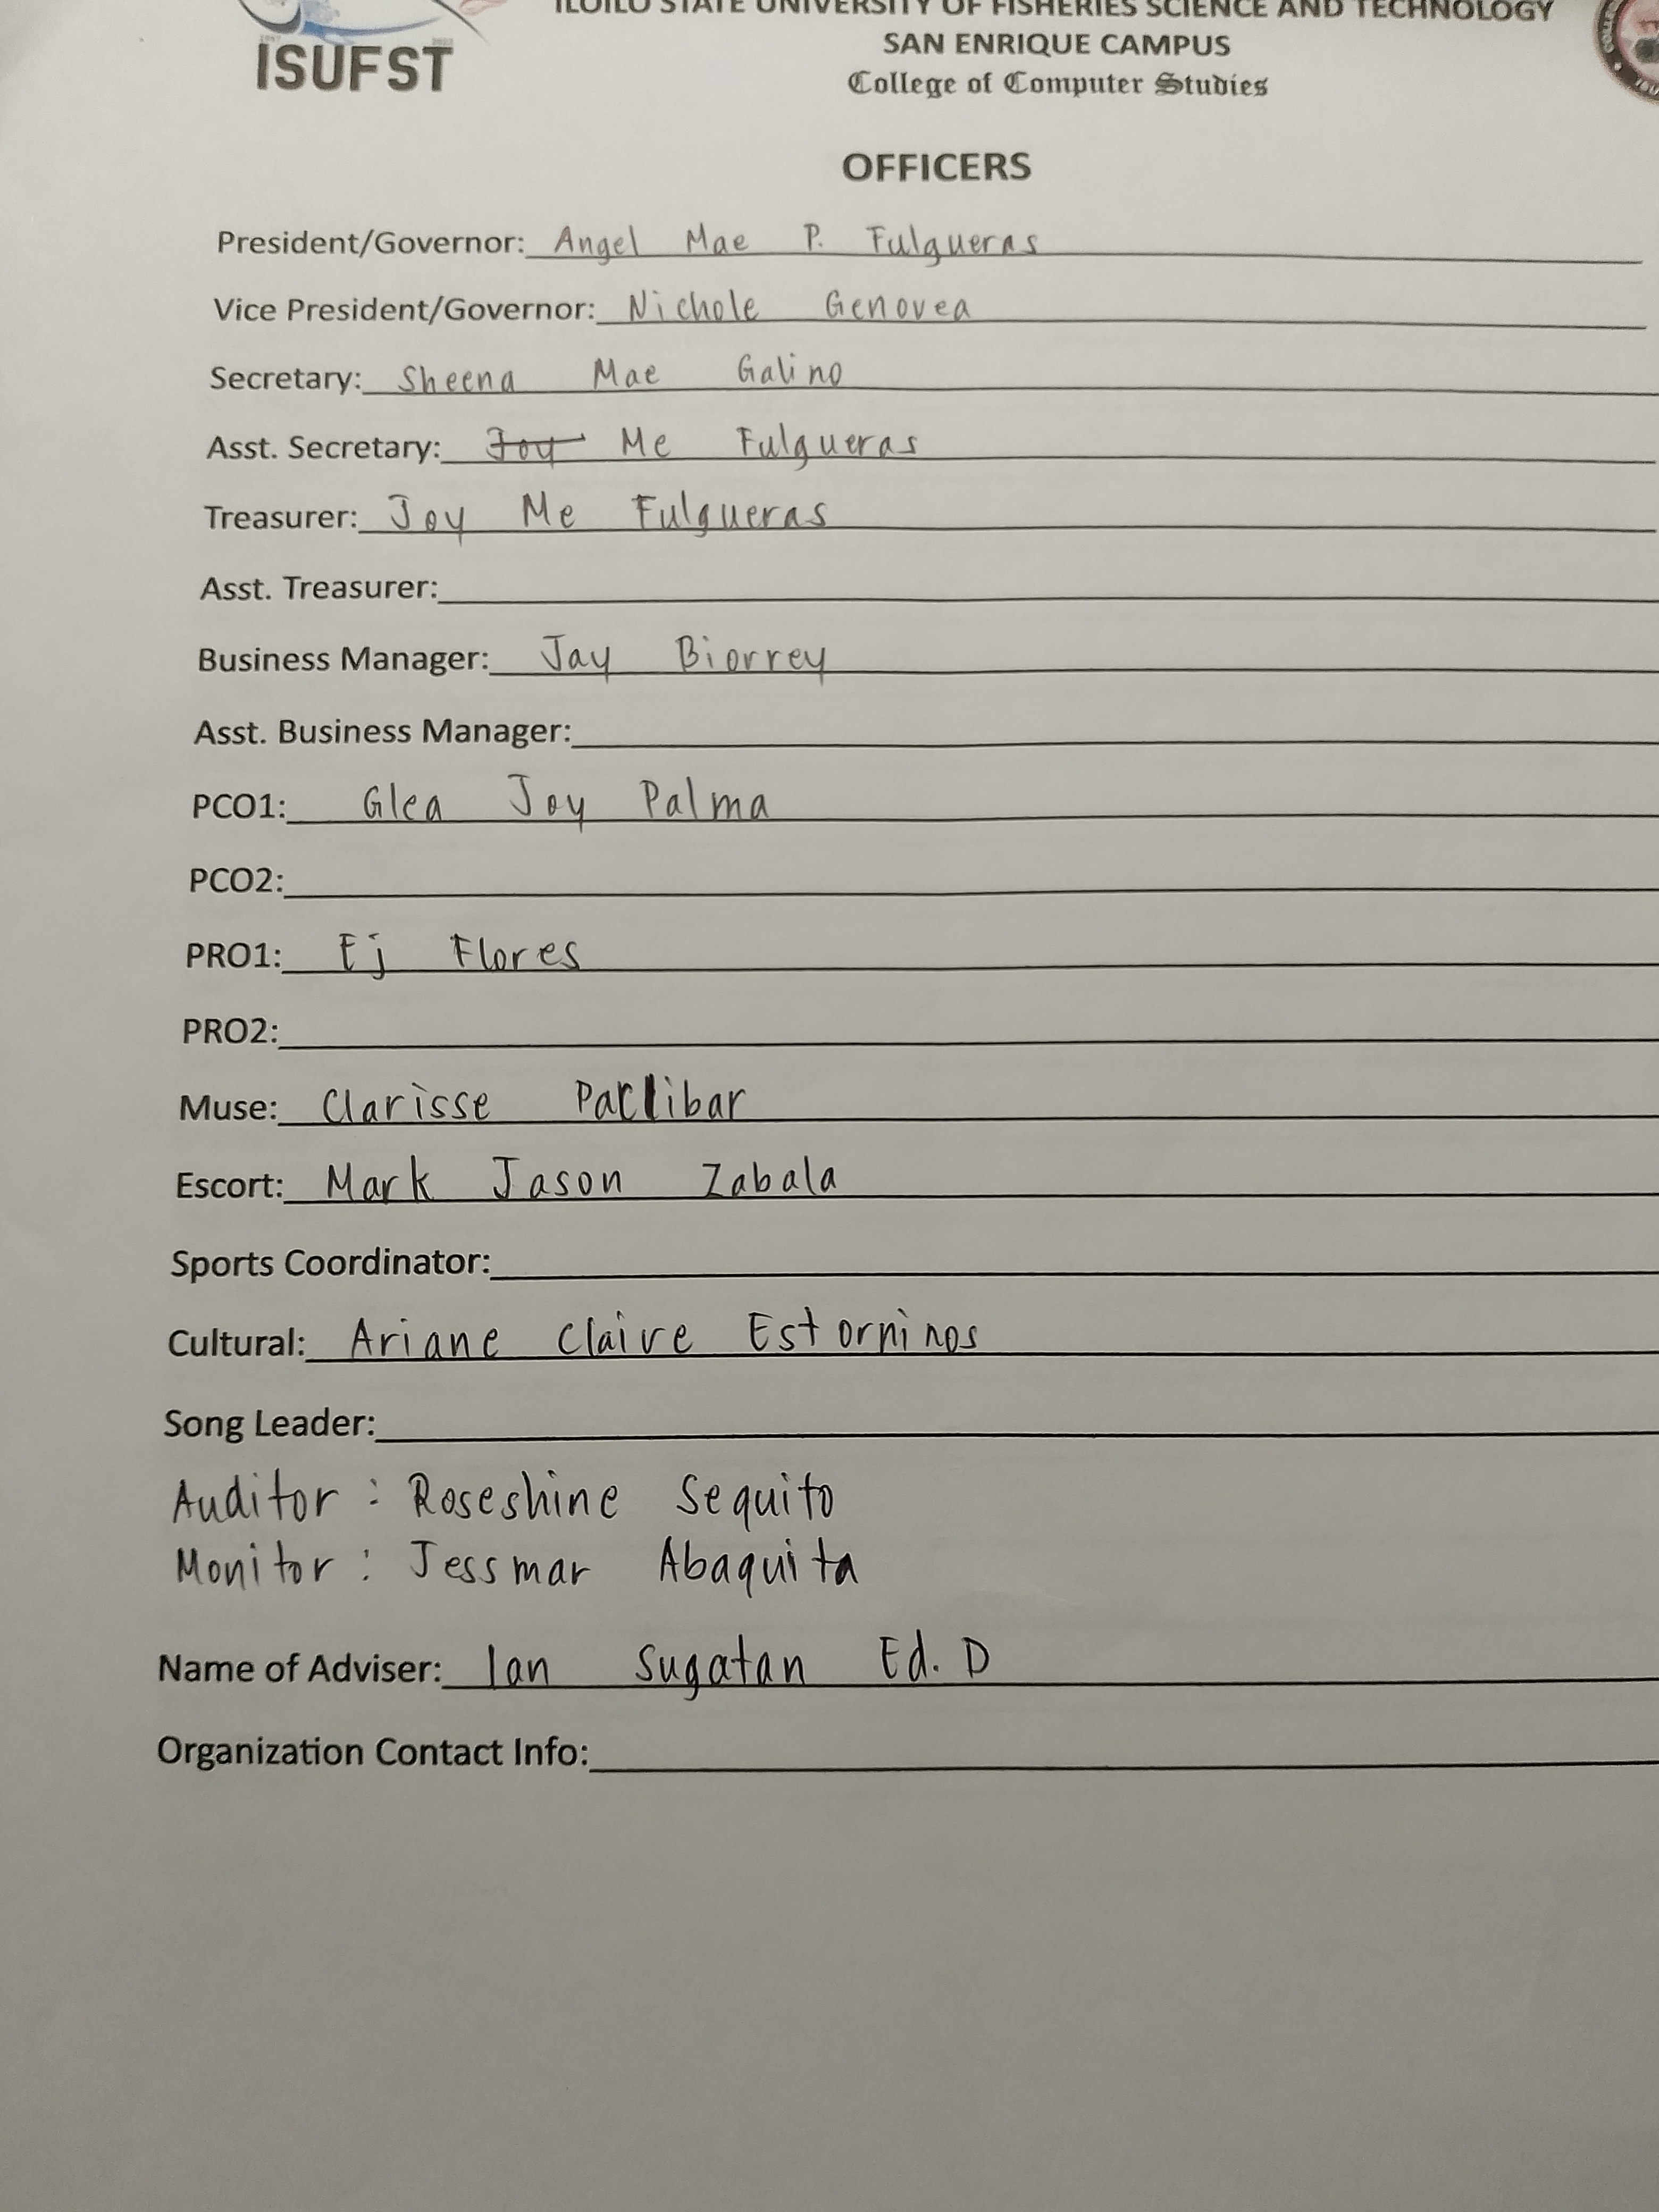 ILOILO STATE UNIVERSITY OF FISHERIES SCIENCE AND TECHNOLOGY
ISUFST
SAN ENRIQUE CAMPUS
College of Computer Studies
OFFICERS
President/Governor: Angel Mae P. Fulgueras
Vice President/Governor: Nichole Genovea
Secretary: Sheena Mae Galino
Asst. Secretary: Joy Me Fulgueras
Treasurer: Joy Me Fulgueras
Asst. Treasurer:
Business Manager: Jay Biorrey
Asst. Business Manager:
PCO1: Glea Joy Palma
PCO2:
PRO1: Ej Flores
PRO2:
Muse: Clarisse Paclibar
Escort: Mark Jason Zabala
Sports Coordinator:
Cultural: Ariane Claire Estorninos
Song Leader:
Auditor : Roseshine Sequito
Monitor : Jessmar Abaquita
Name of Adviser: Ian Sugatan Ed. D
Organization Contact Info: